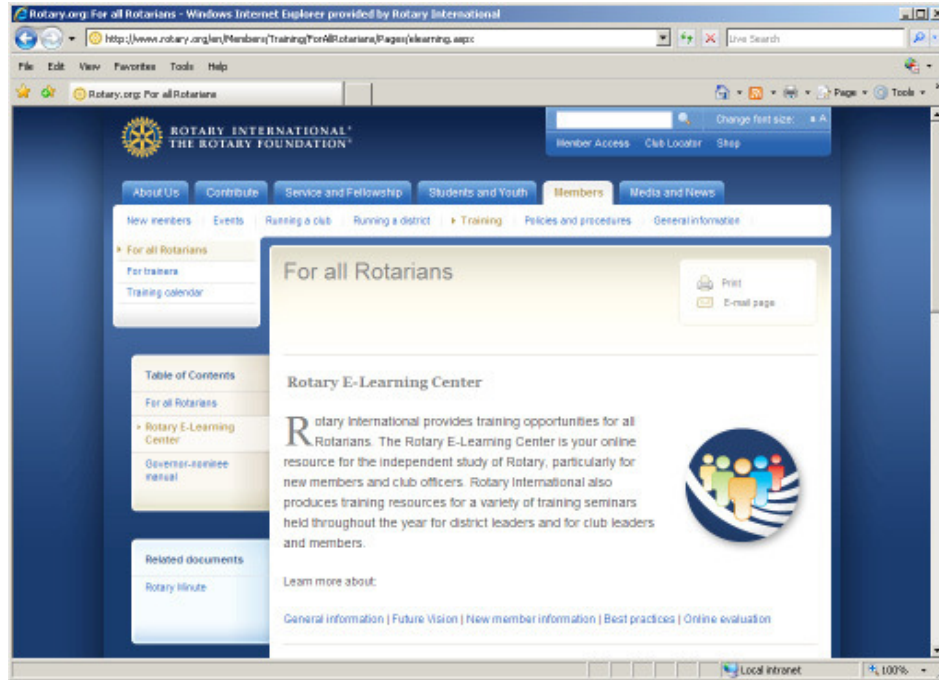 Rotary.org: For all Rotarians - Windows Internet Explorer provided by Rotary International
http://www.rotary.org/en/Members/Training/ForAllRotarians/Pages/elearning.aspx
Live Search
File Edit View Favorites Tools Help
Rotary.org: For all Rotarians
Page Tools
ROTARY INTERNATIONAL®
THE ROTARY FOUNDATION®
Change font size: A A
Member Access Club Locator Shop
About Us Contribute Service and Fellowship Students and Youth Members Media and News
New members Events Running a club Running a district Training Policies and procedures General information
For all Rotarians
For trainers
Training calendar
For all Rotarians
Print
E-mail page
Table of Contents
For all Rotarians
Rotary E-Learning
Center
Governor-nominee
manual
Related documents
Rotary Minute
Rotary E-Learning Center
Rotary International provides training opportunities for all
Rotarians. The Rotary E-Learning Center is your online
resource for the independent study of Rotary, particularly for
new members and club officers. Rotary International also
produces training resources for a variety of training seminars
held throughout the year for district leaders and for club leaders
and members.
Learn more about:
General information | Future Vision | New member information | Best practices | Online evaluation
Local intranet
100%